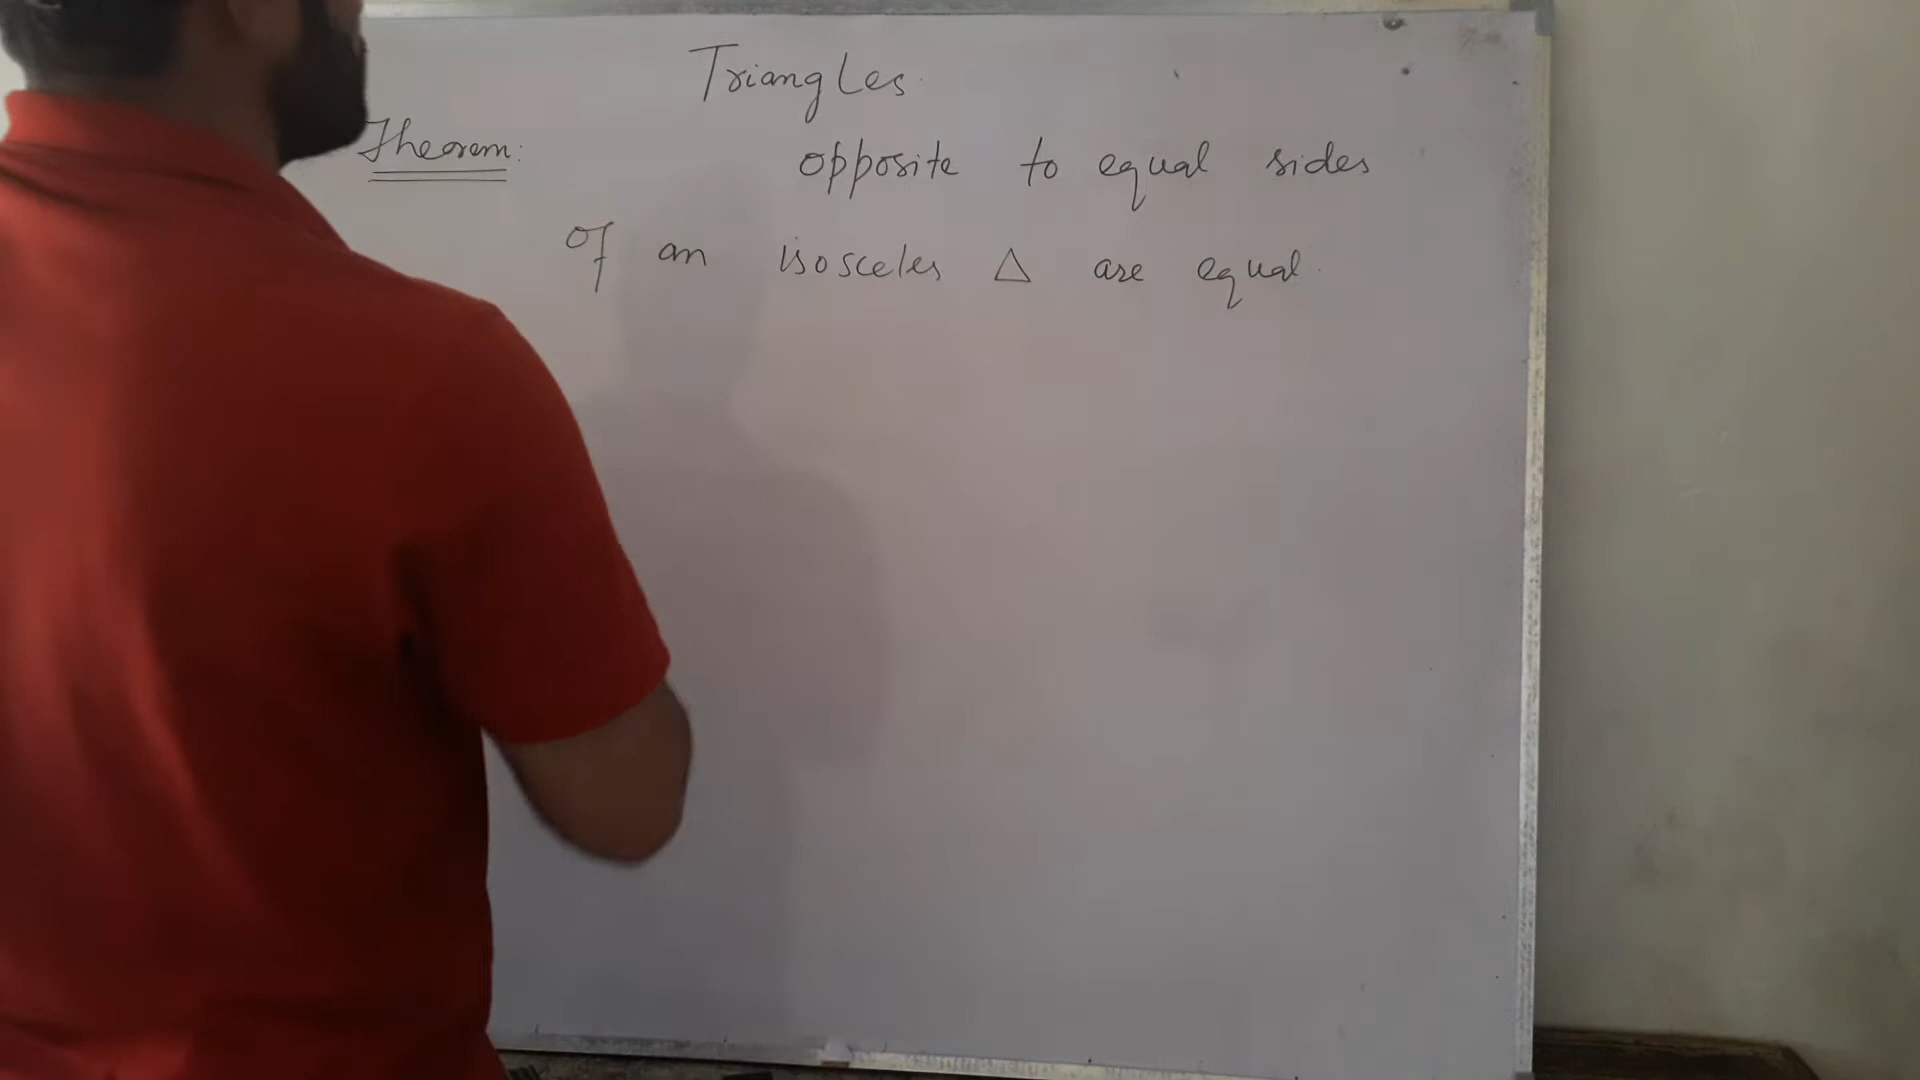 Triangles
Theorem: opposite to equal sides
of an isosceles △ are equal.